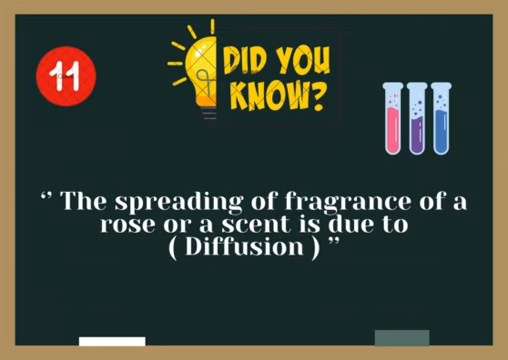 11
DID YOU
KNOW?
‘’ The spreading of fragrance of a
rose or a scent is due to
( Diffusion ) ’’